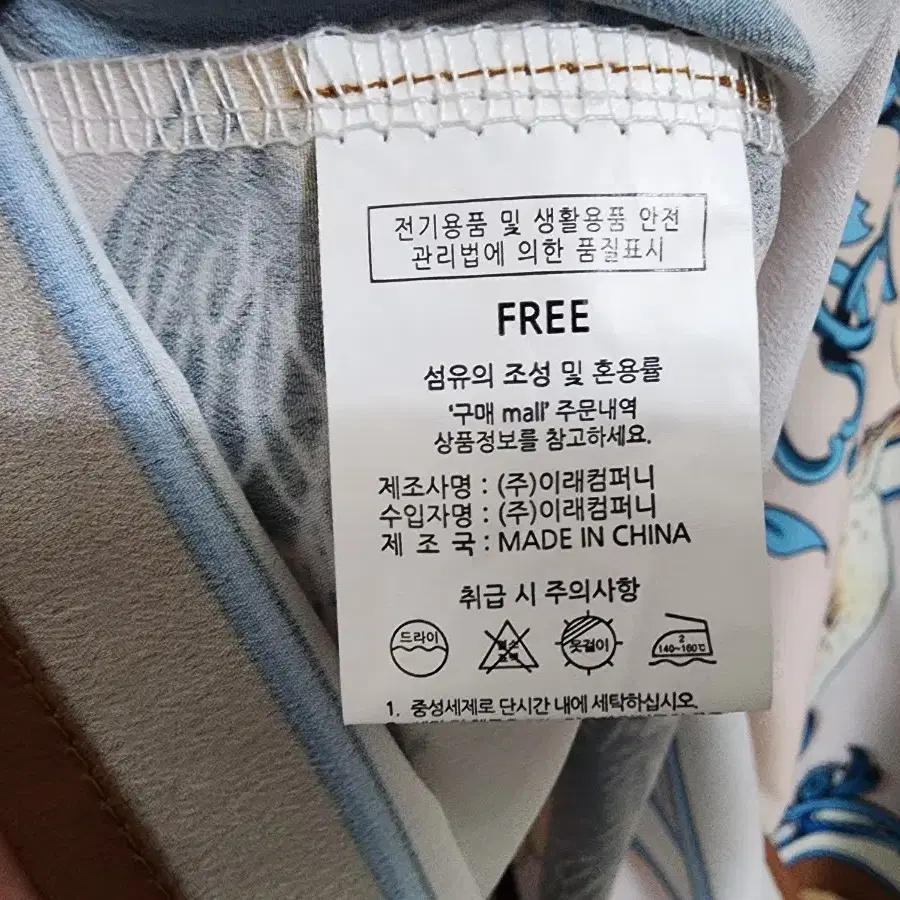 전기용품 및 생활용품 안전
관리법에 의한 품질표시
FREE
섬유의 조성 및 혼용률
'구매 mall' 주문내역
상품정보를 참고하세요.
제조사명 : (주)이래컴퍼니
수입자명 : (주)이래컴퍼니
제 조 국 : MADE IN CHINA
취급 시 주의사항
드라이
염소
표백
옷걸이
2
140~160℃
1. 중성세제로 단시간 내에 세탁하십시오.